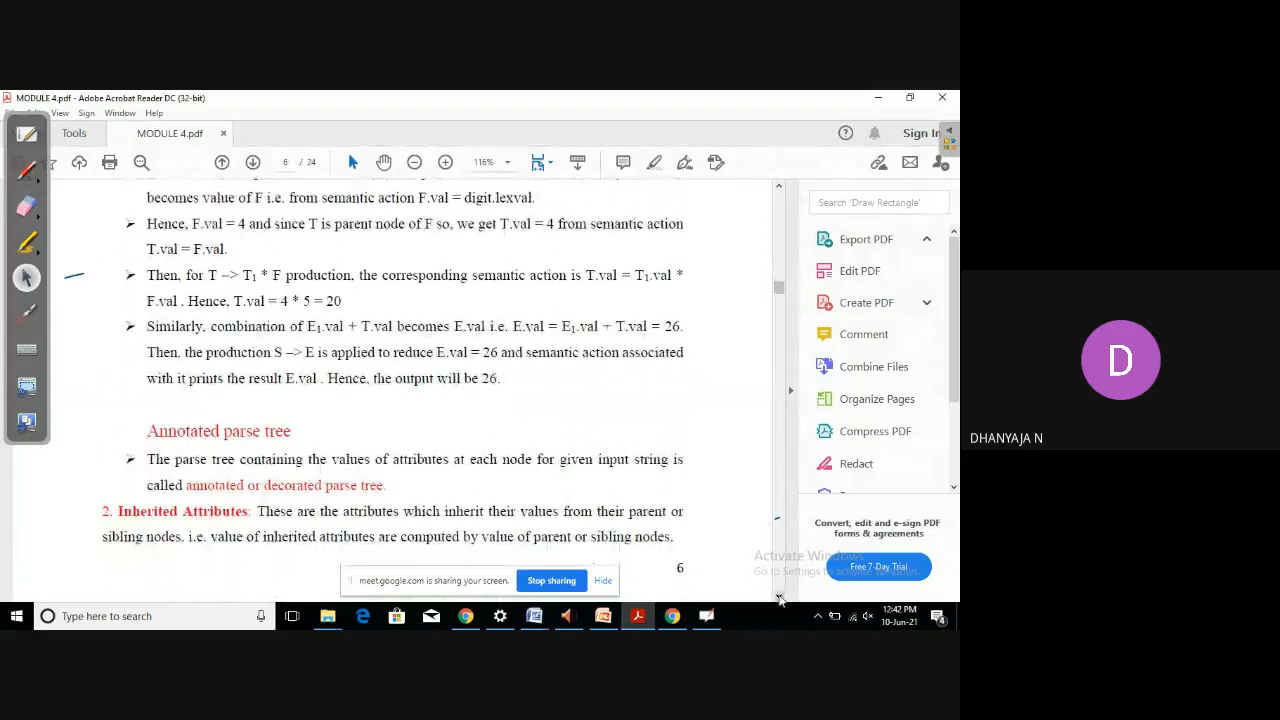 MODULE 4.pdf - Adobe Acrobat Reader DC (32-bit)
View Sign Window Help
Tools MODULE 4.pdf × Sign In
6 / 24 116%
becomes value of F i.e. from semantic action F.val = digit.lexval.
➢ Hence, F.val = 4 and since T is parent node of F so, we get T.val = 4 from semantic action
T.val = F.val.
➢ Then, for T –> T1 * F production, the corresponding semantic action is T.val = T1.val *
F.val . Hence, T.val = 4 * 5 = 20
➢ Similarly, combination of E1.val + T.val becomes E.val i.e. E.val = E1.val + T.val = 26.
Then, the production S –> E is applied to reduce E.val = 26 and semantic action associated
with it prints the result E.val . Hence, the output will be 26.
Annotated parse tree
➢ The parse tree containing the values of attributes at each node for given input string is
called annotated or decorated parse tree.
2. Inherited Attributes: These are the attributes which inherit their values from their parent or
sibling nodes. i.e. value of inherited attributes are computed by value of parent or sibling nodes.
6
Search 'Draw Rectangle'
Export PDF
Edit PDF
Create PDF
Comment
Combine Files
Organize Pages
Compress PDF
Redact
Convert, edit and e-sign PDF
forms & agreements
Free 7-Day Trial
Activate Windows
Go to Settings to activate Windows.
meet.google.com is sharing your screen. Stop sharing Hide
Type here to search
12:42 PM
10-Jun-21
4
D
DHANYAJA N